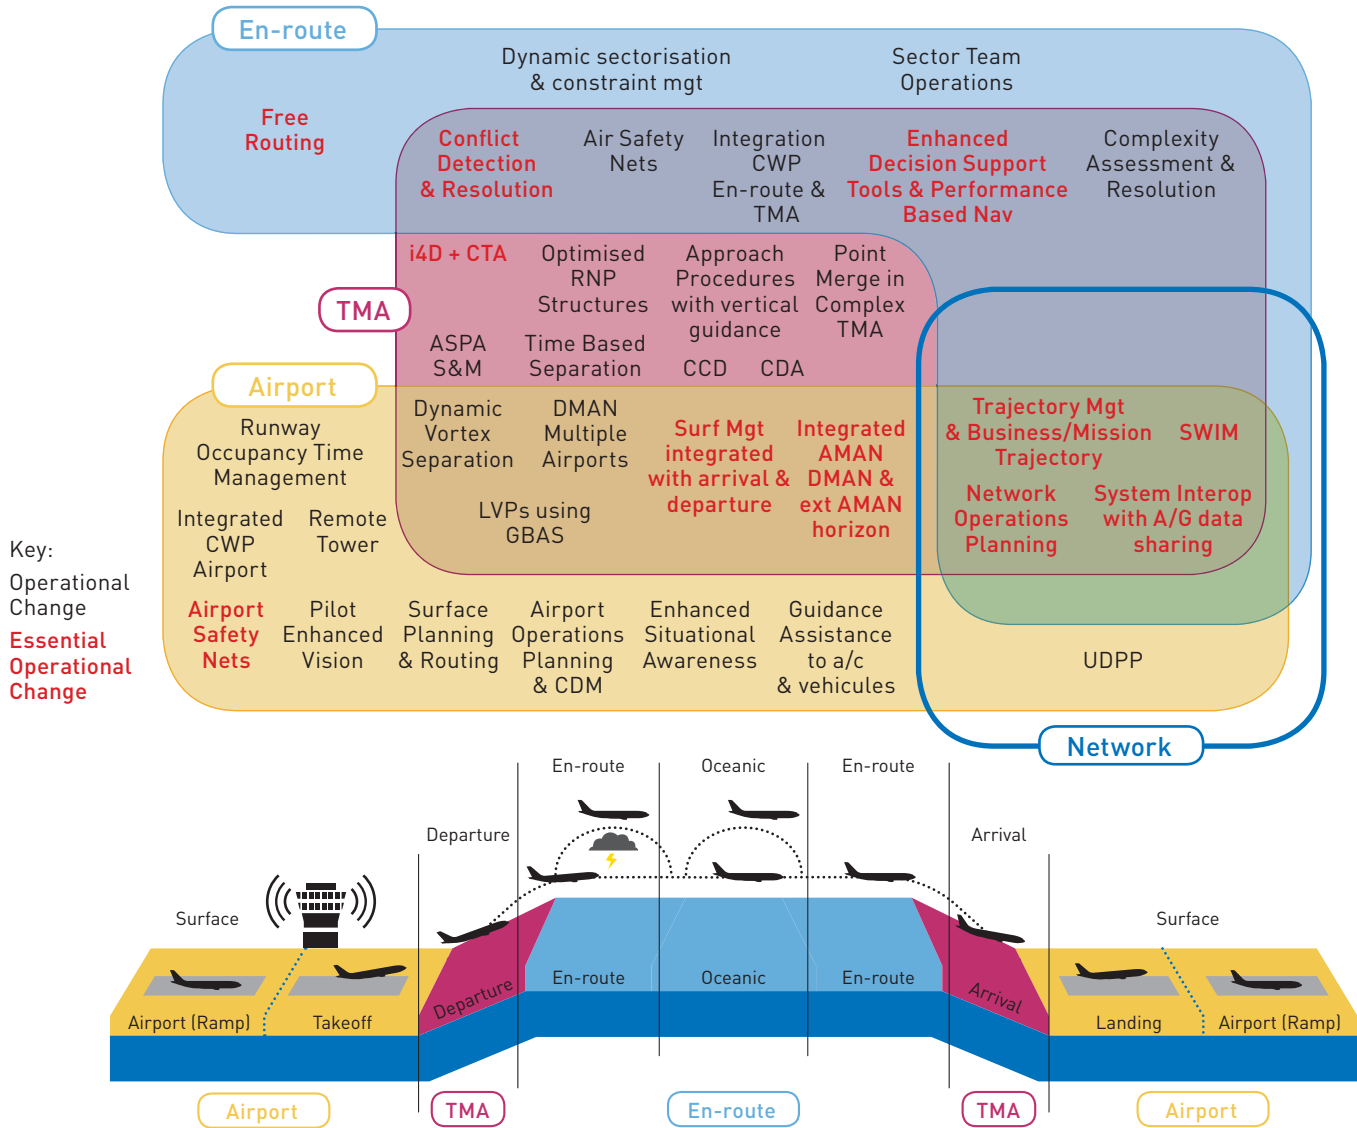 En-route
Dynamic sectorisation
& constraint mgt
Sector Team
Operations
Free
Routing
Conflict
Detection
& Resolution
Air Safety
Nets
Integration
CWP
En-route &
TMA
Enhanced
Decision Support
Tools & Performance
Based Nav
Complexity
Assessment &
Resolution
TMA
i4D + CTA
Optimised
RNP
Structures
Approach
Procedures
with vertical
guidance
Point
Merge in
Complex
TMA
ASPA
S&M
Time Based
Separation
CCD
CDA
Airport
Runway
Occupancy Time
Management
Dynamic
Vortex
Separation
DMAN
Multiple
Airports
Surf Mgt
integrated
with arrival &
departure
Integrated
AMAN
DMAN &
ext AMAN
horizon
Trajectory Mgt
& Business/Mission
Trajectory
SWIM
Integrated
CWP
Airport
Remote
Tower
LVPs using
GBAS
Network
Operations
Planning
System Interop
with A/G data
sharing
Key:
Operational
Change
Essential
Operational
Change
Airport
Safety
Nets
Pilot
Enhanced
Vision
Surface
Planning
& Routing
Airport
Operations
Planning
& CDM
Enhanced
Situational
Awareness
Guidance
Assistance
to a/c
& vehicules
UDPP
Network
En-route
Oceanic
En-route
Departure
Arrival
Surface
Surface
En-route
Oceanic
En-route
Departure
Arrival
Airport (Ramp)
Takeoff
Landing
Airport (Ramp)
Airport
TMA
En-route
TMA
Airport